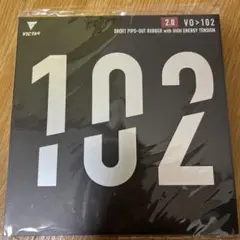 VICTAS
2.0 VO>102
SHORT PIPS-OUT RUBBER with HIGH ENERGY TENSION
102